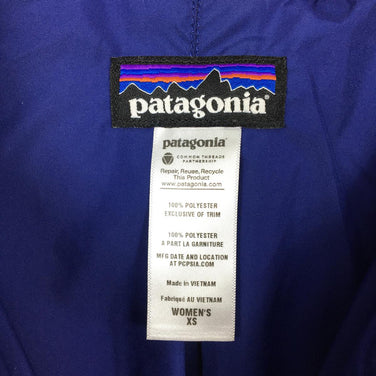 patagonia
patagonia
COMMON THREADS
PARTNERSHIP
Repair, Reuse, Recycle
This Product
www.patagonia.com
100% POLYESTER
EXCLUSIVE OF TRIM
100% POLYESTER
A PART LA GARNITURE
MFG DATE AND LOCATION
AT PCPSIA.COM
Made in VIETNAM
Fabriqué AU VIETNAM
WOMEN'S
XS